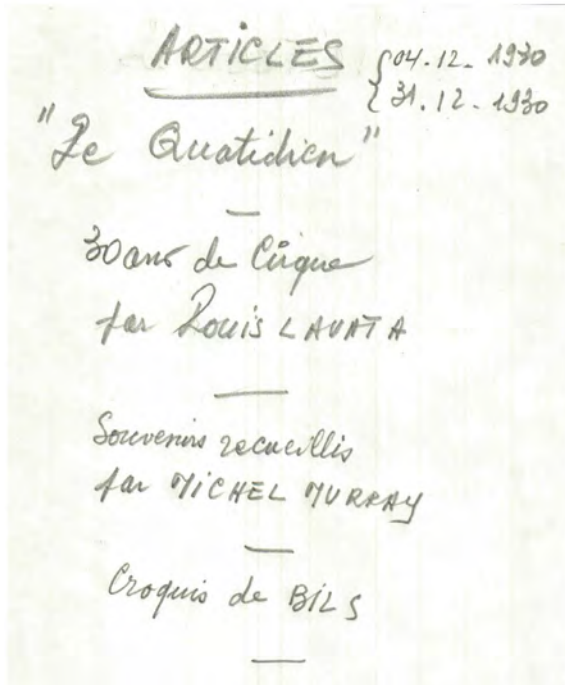 ARTICLES
04.12.1930
31.12.1930
"Le Quotidien"
30 ans de Cirque
par Louis LAVATA
Souvenirs recueillis
par MICHEL MURRAY
Croquis de BILS